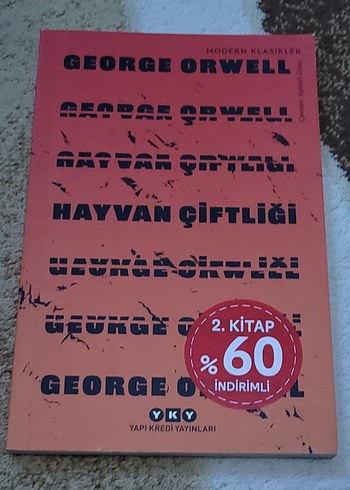 MODERN KLASİKLER
GEORGE ORWELL
HAYVAN ÇİFTLİĞİ
2. KİTAP
%60
İNDİRİMLİ
GEORGE
YKY
YAPI KREDİ YAYINLARI